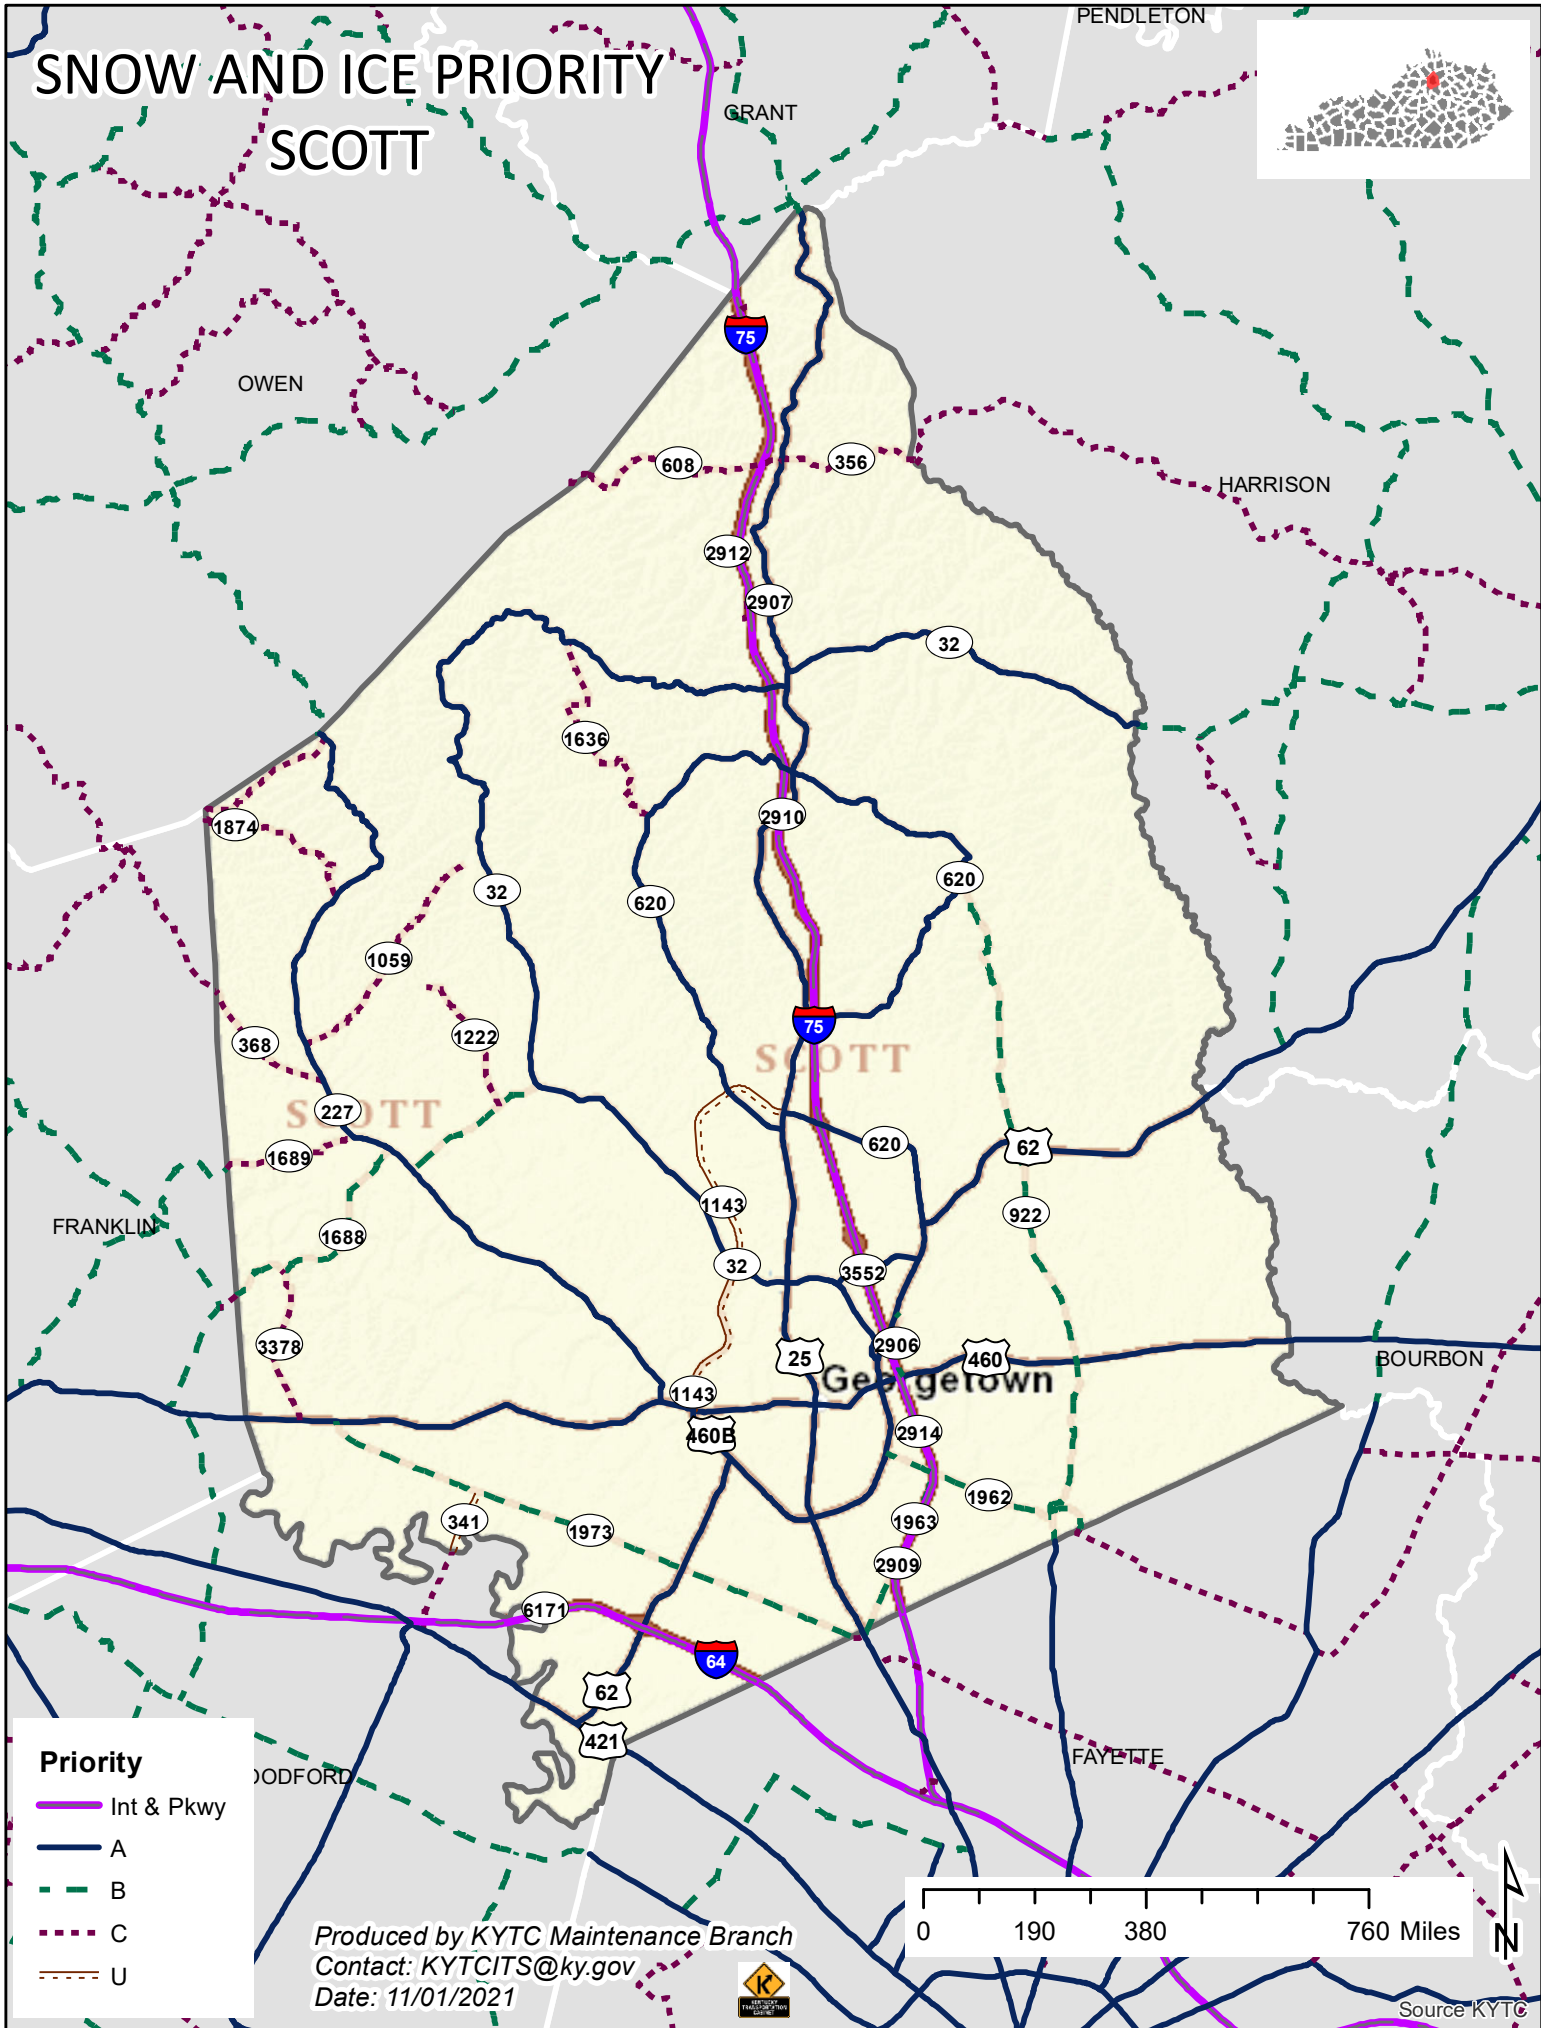 PENDLETON
SNOW AND ICE PRIORITY
SCOTT
GRANT
75
OWEN
608
356
HARRISON
2912
2907
32
1636
1874
2910
32
620
620
1059
368
1222
75
SCOTT
SCOTT
227
1689
620
62
1143
922
FRANKLIN
1688
32
3552
3378
25
2906
460
BOURBON
Georgetown
1143
460B
2914
1962
341
1973
1963
2909
6171
64
62
421
FAYETTE
OODFORD
Priority
Int & Pkwy
A
B
C
U
Produced by KYTC Maintenance Branch
Contact: KYTCITS@ky.gov
Date: 11/01/2021
KENTUCKY
TRANSPORTATION
CABINET
0 190 380 760 Miles
N
Source KYTC